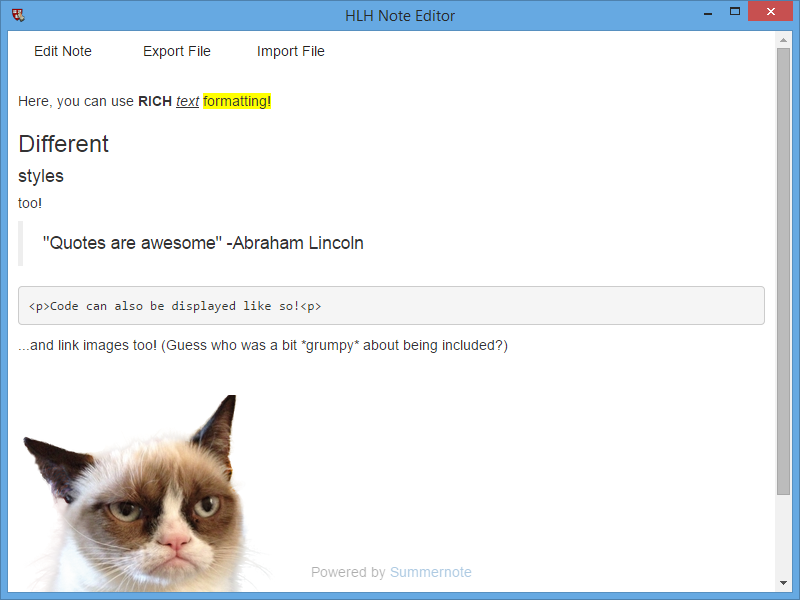 HLH Note Editor
Edit Note Export File Import File
Here, you can use RICH text formatting!
Different
styles
too!
"Quotes are awesome" -Abraham Lincoln
<p>Code can also be displayed like so!<p>
...and link images too! (Guess who was a bit *grumpy* about being included?)
Powered by Summernote